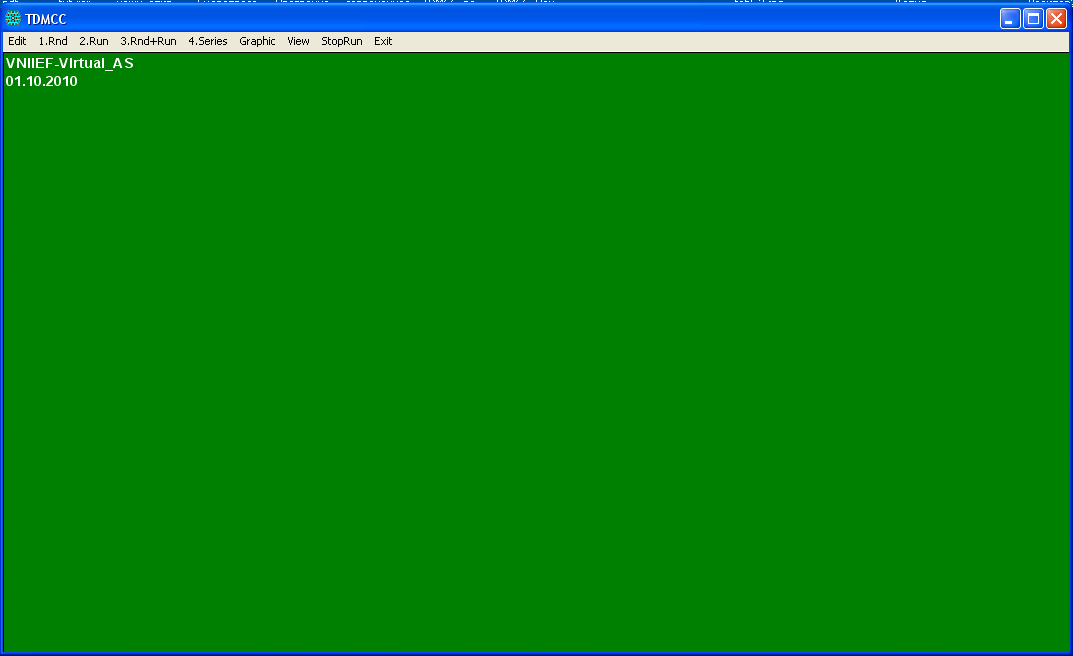 TDMCC
Edit 1.Rnd 2.Run 3.Rnd+Run 4.Series Graphic View StopRun Exit
VNIIEF-VIrtual_AS
01.10.2010